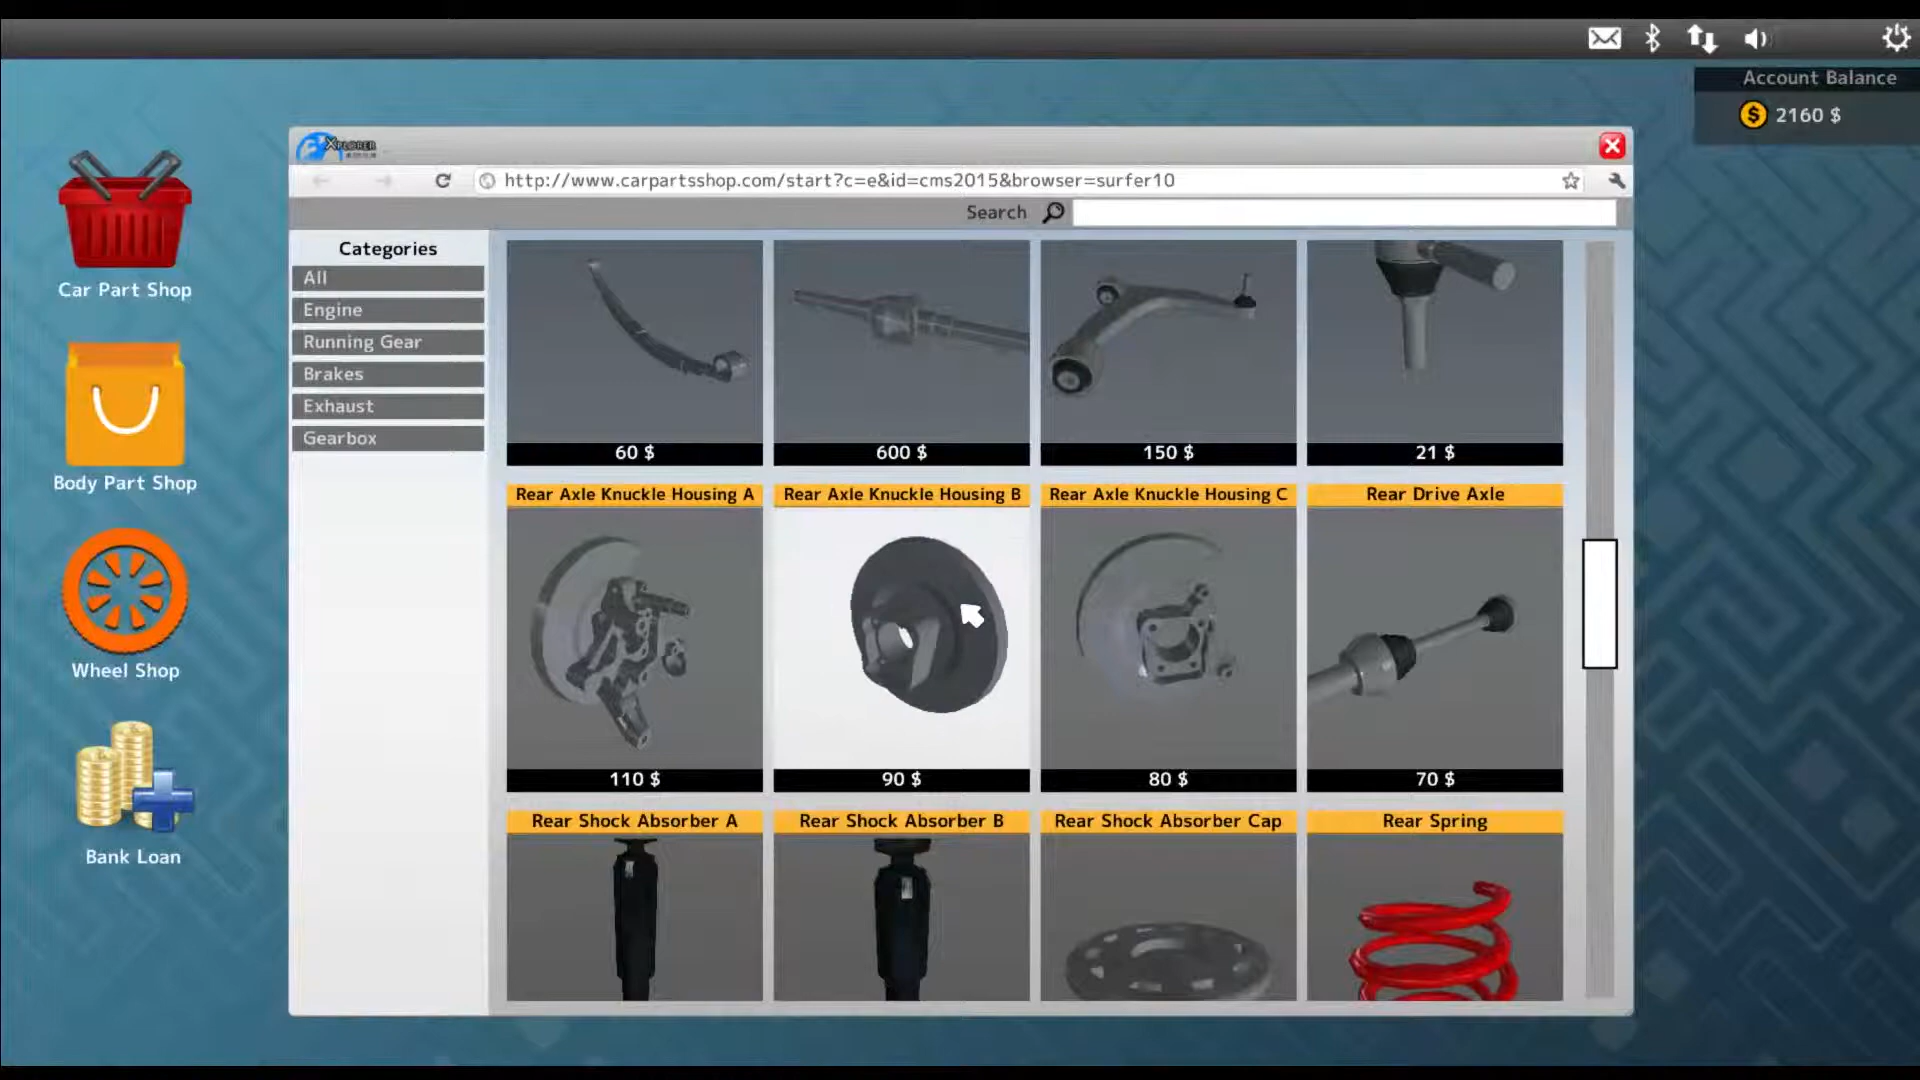 Account Balance
$ 2160 $
XPLORER
http://www.carpartsshop.com/start?c=e&id=cms2015&browser=surfer10
Search
Categories
All
Engine
Running Gear
Brakes
Exhaust
Gearbox
Car Part Shop
Body Part Shop
Wheel Shop
Bank Loan
60 $
600 $
150 $
21 $
Rear Axle Knuckle Housing A
Rear Axle Knuckle Housing B
Rear Axle Knuckle Housing C
Rear Drive Axle
110 $
90 $
80 $
70 $
Rear Shock Absorber A
Rear Shock Absorber B
Rear Shock Absorber Cap
Rear Spring